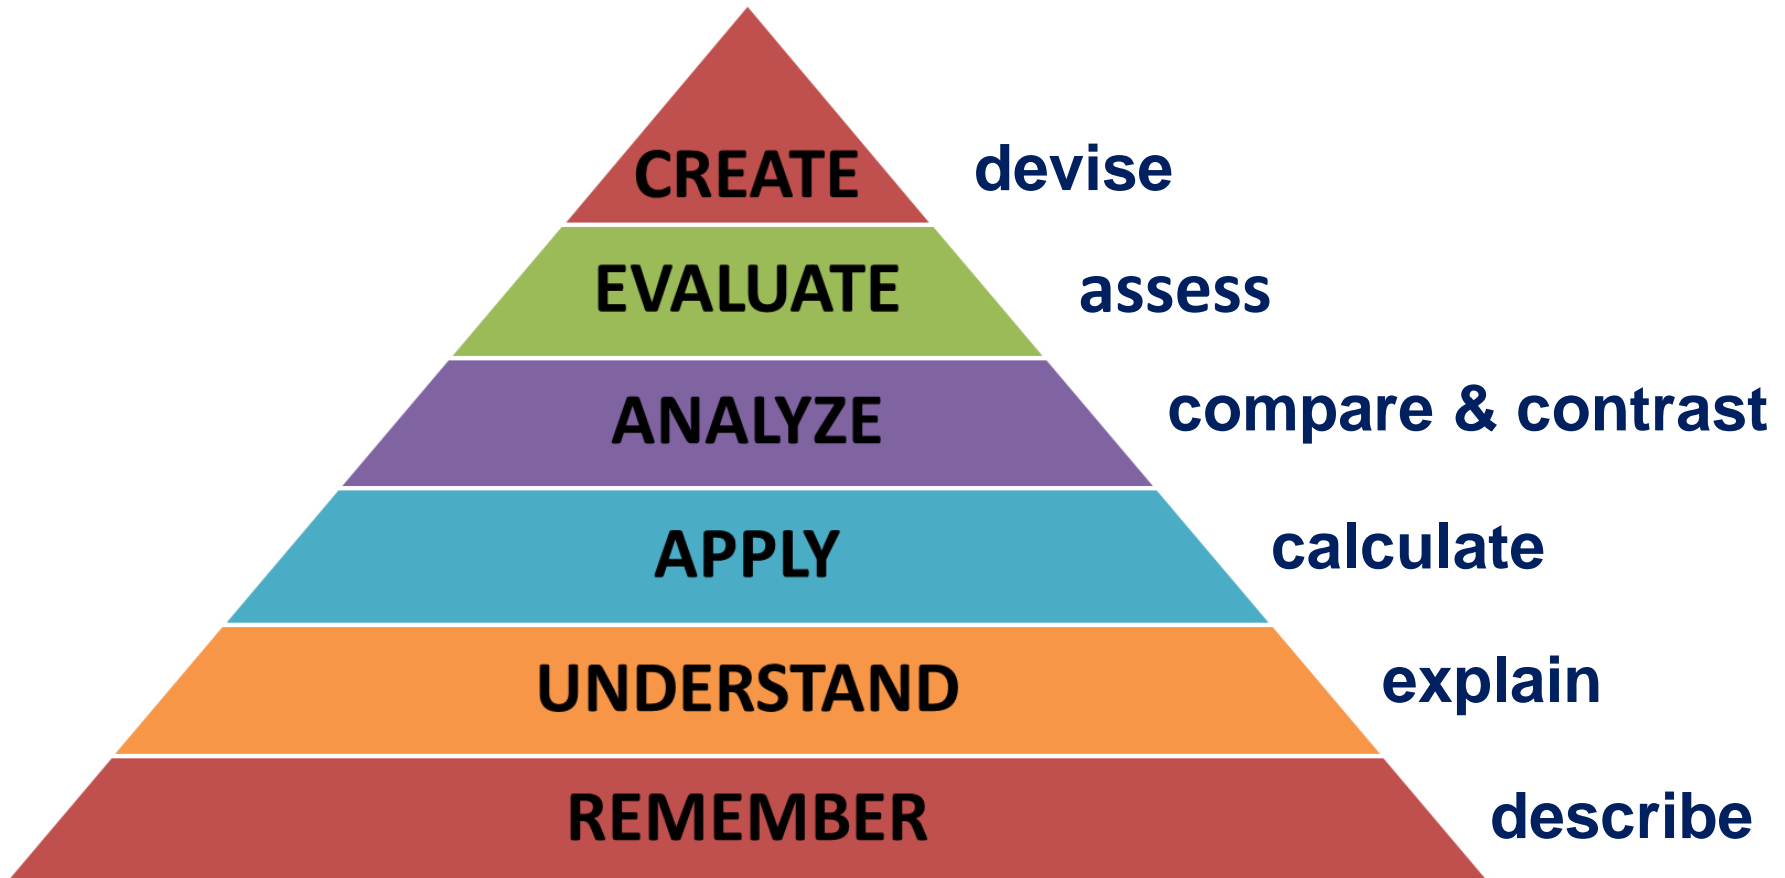 CREATE devise
EVALUATE assess
ANALYZE compare & contrast
APPLY calculate
UNDERSTAND explain
REMEMBER describe